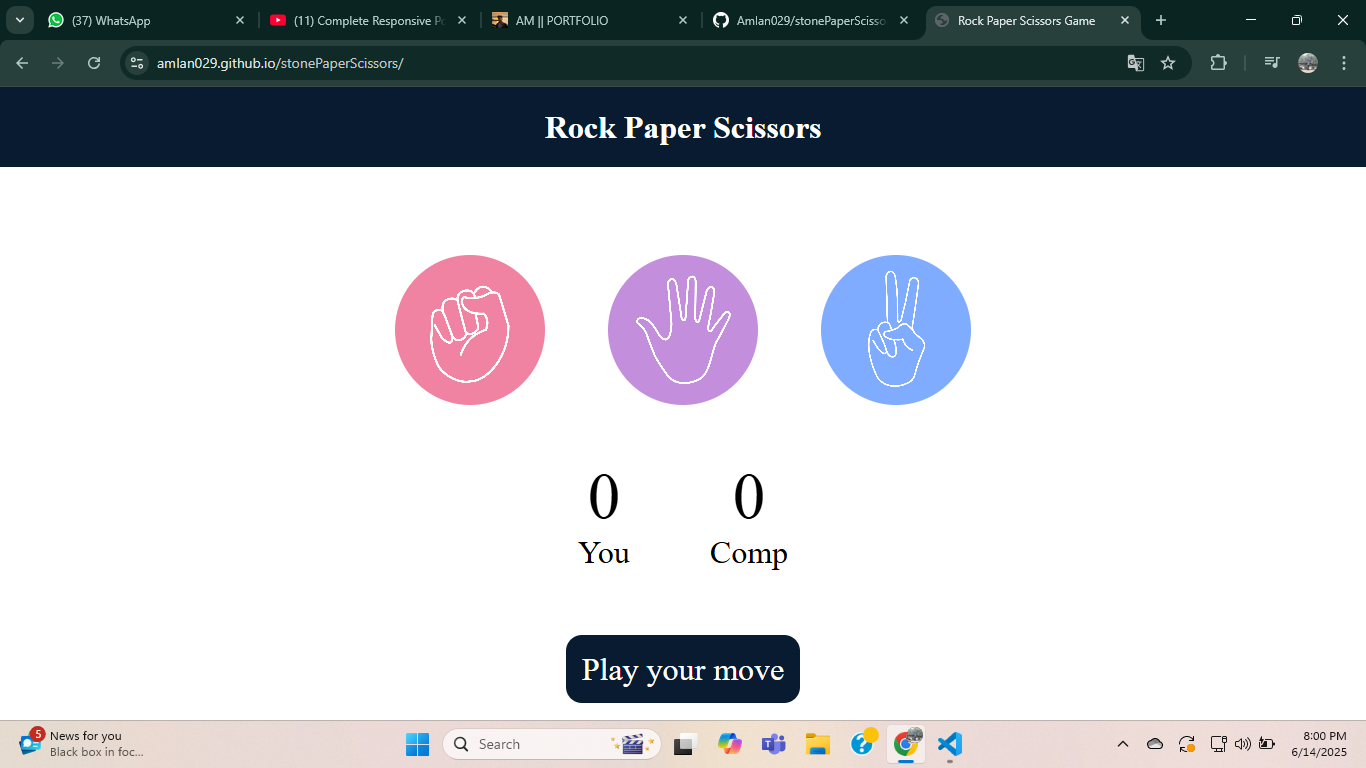 (37) WhatsApp
(11) Complete Responsive Po
AM || PORTFOLIO
Amlan029/stonePaperScisso
Rock Paper Scissors Game
amlan029.github.io/stonePaperScissors/
Rock Paper Scissors
0
0
You
Comp
Play your move
5
News for you
Black box in foc...
Search
8:00 PM
6/14/2025